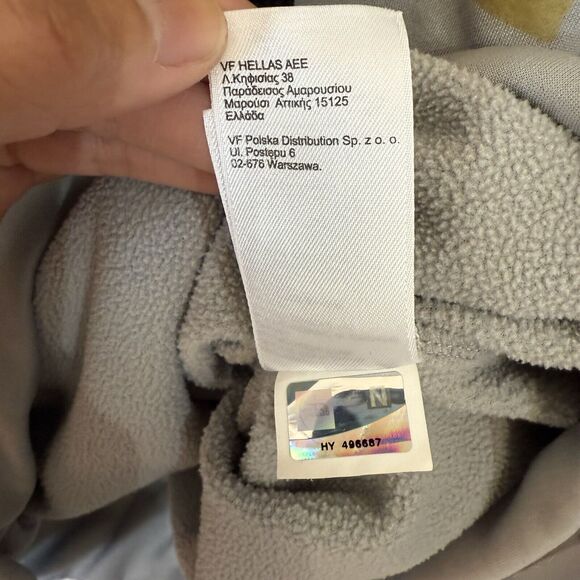 VF HELLAS AEE
Λ.Κηφισίας 38
Παράδεισος Αμαρουσίου
Μαρούσι Αττικής 15125
Ελλάδα
VF Polska Distribution Sp. z o. o.
Ul. Postępu 6
02-676 Warszawa.
N
HY 496687